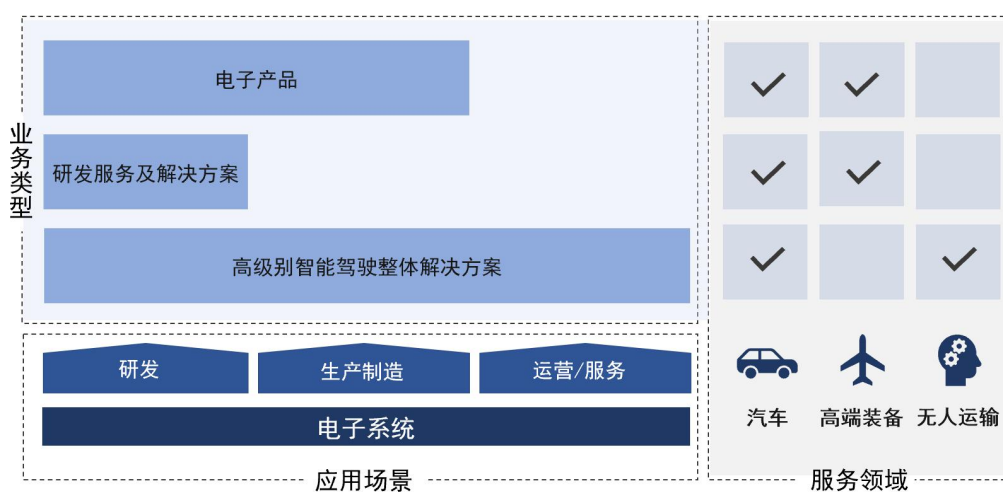 业务类型
电子产品
研发服务及解决方案
高级别智能驾驶整体解决方案
研发
生产制造
运营/服务
电子系统
应用场景
汽车
高端装备
无人运输
服务领域